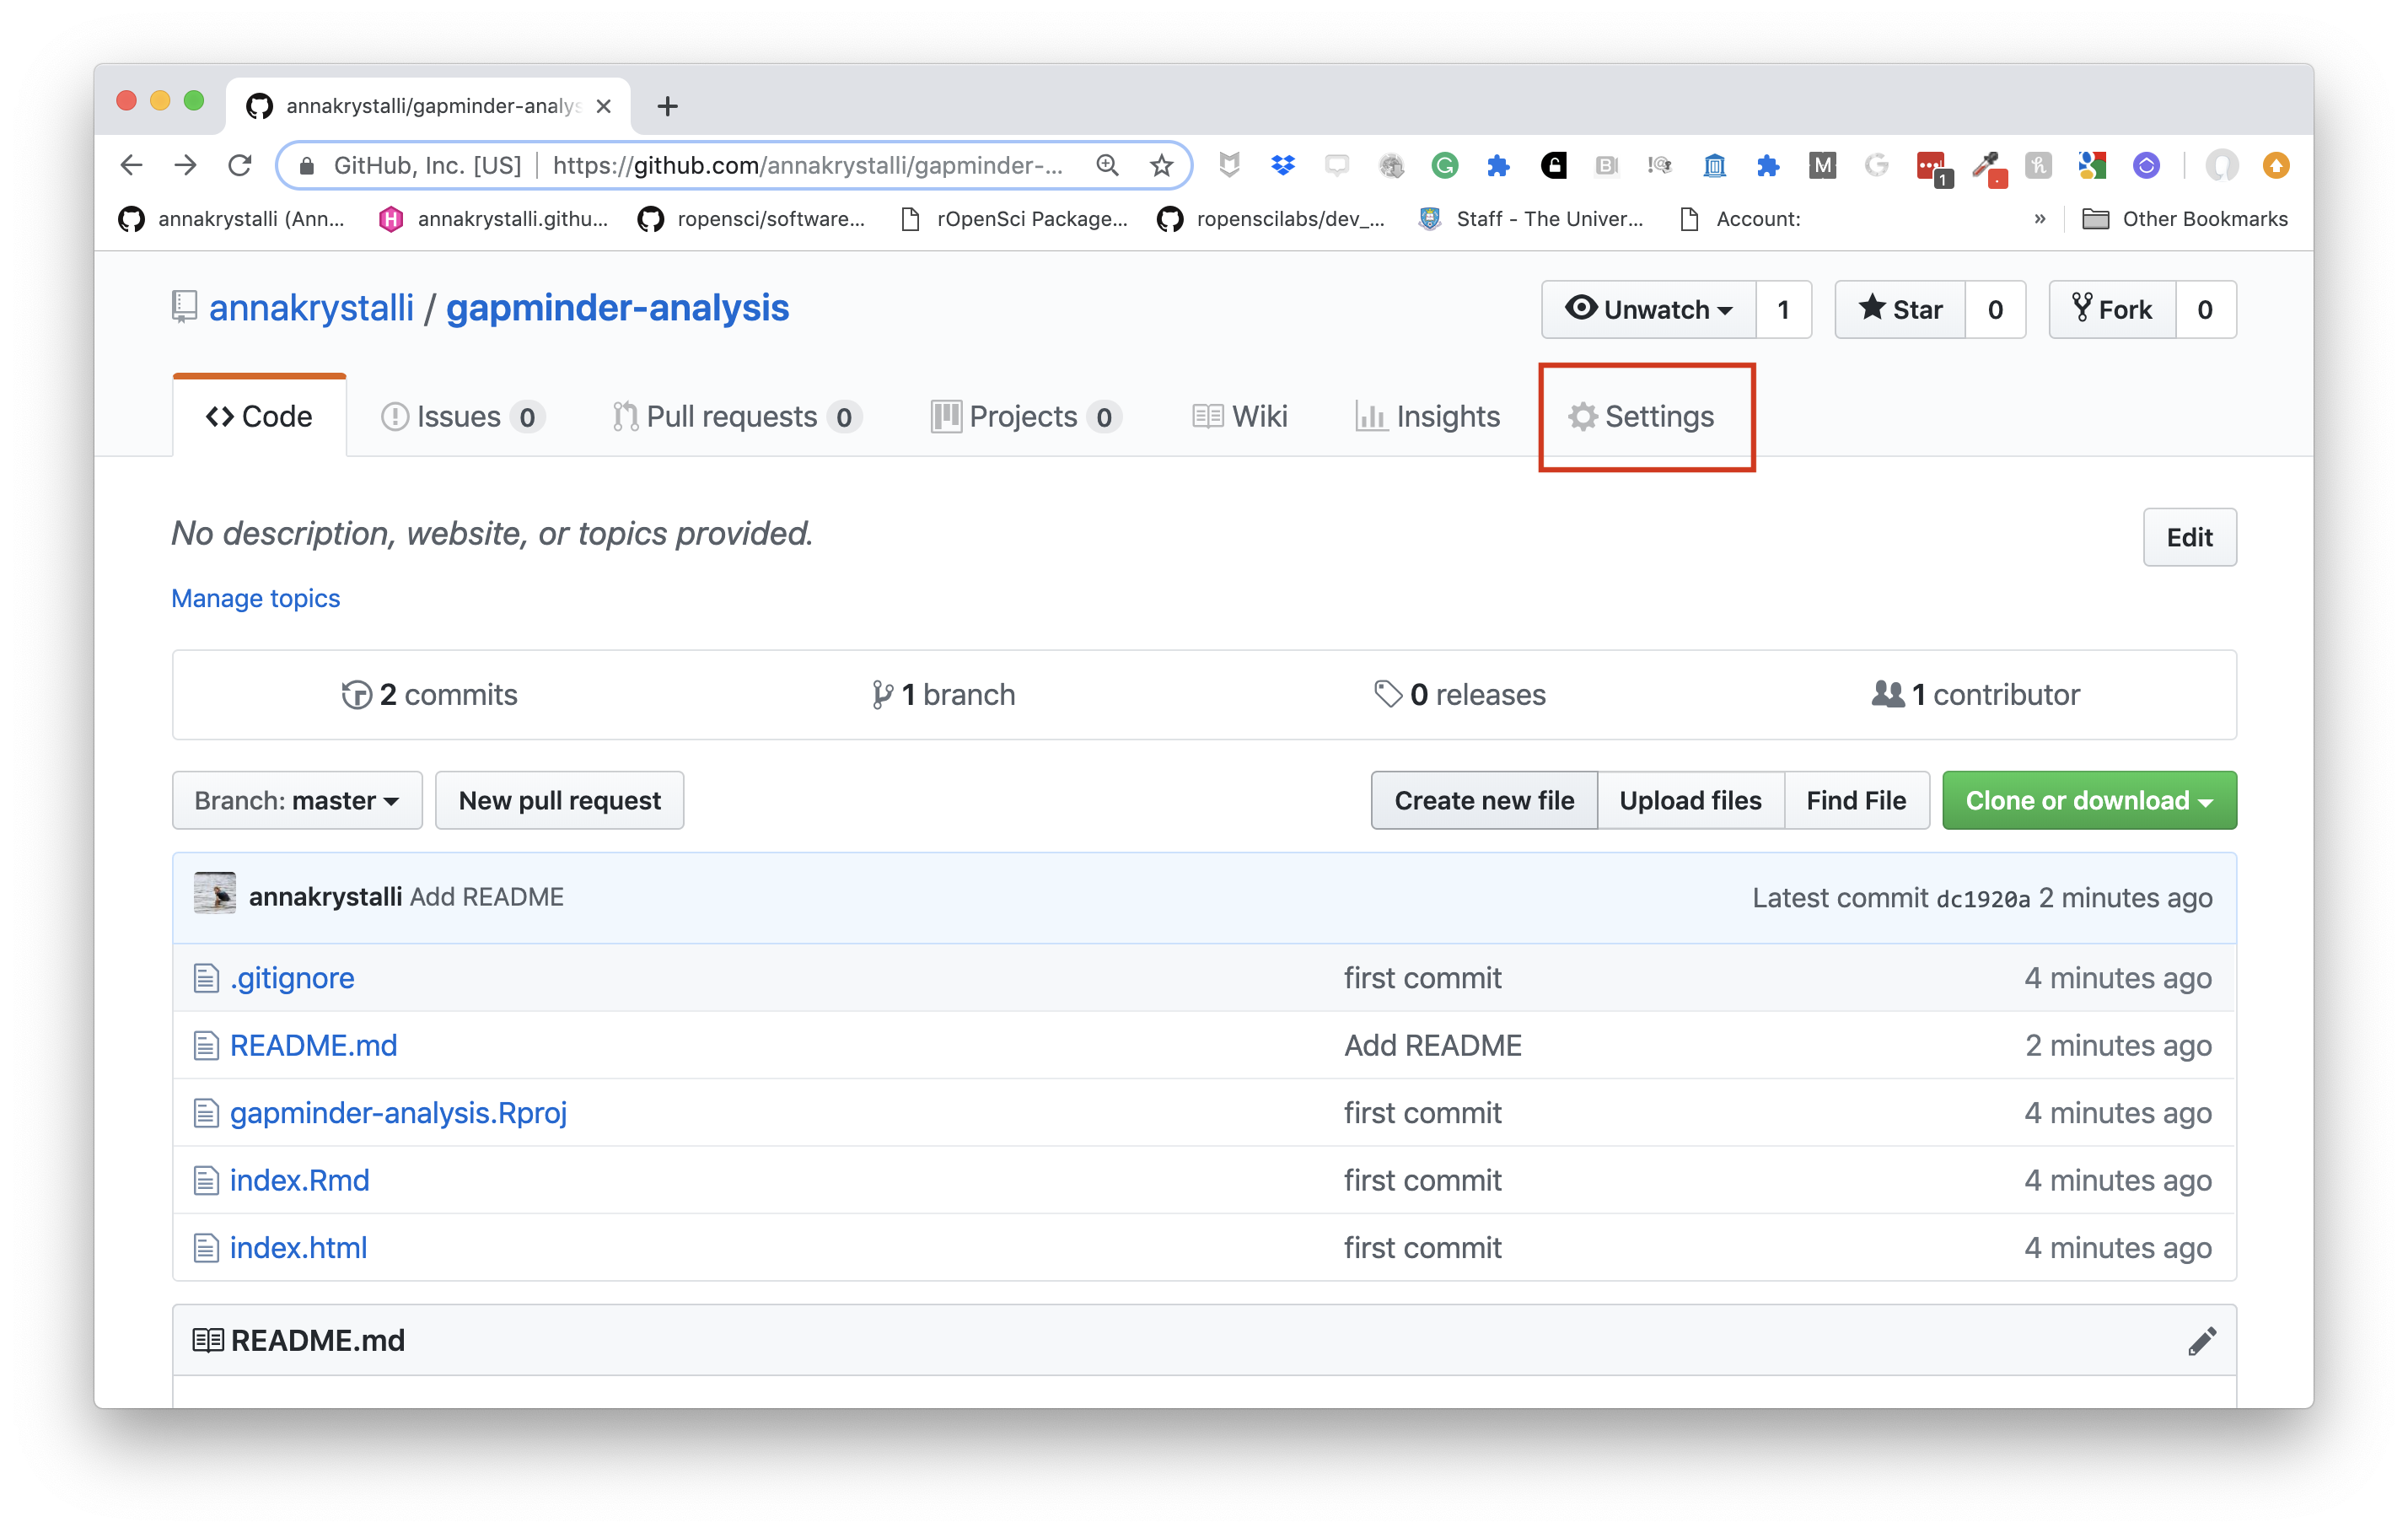 annakrystalli/gapminder-analys
GitHub, Inc. [US] https://github.com/annakrystalli/gapminder-...
annakrystalli (Ann... annakrystalli.githu... ropensci/software... rOpenSci Package... ropenscilabs/dev_... Staff - The Univer... Account: » Other Bookmarks
annakrystalli / gapminder-analysis Unwatch 1 Star 0 Fork 0
Code Issues 0 Pull requests 0 Projects 0 Wiki Insights Settings
No description, website, or topics provided. Edit
Manage topics
2 commits 1 branch 0 releases 1 contributor
Branch: master New pull request Create new file Upload files Find File Clone or download
annakrystalli Add README Latest commit dc1920a 2 minutes ago
.gitignore first commit 4 minutes ago
README.md Add README 2 minutes ago
gapminder-analysis.Rproj first commit 4 minutes ago
index.Rmd first commit 4 minutes ago
index.html first commit 4 minutes ago
README.md